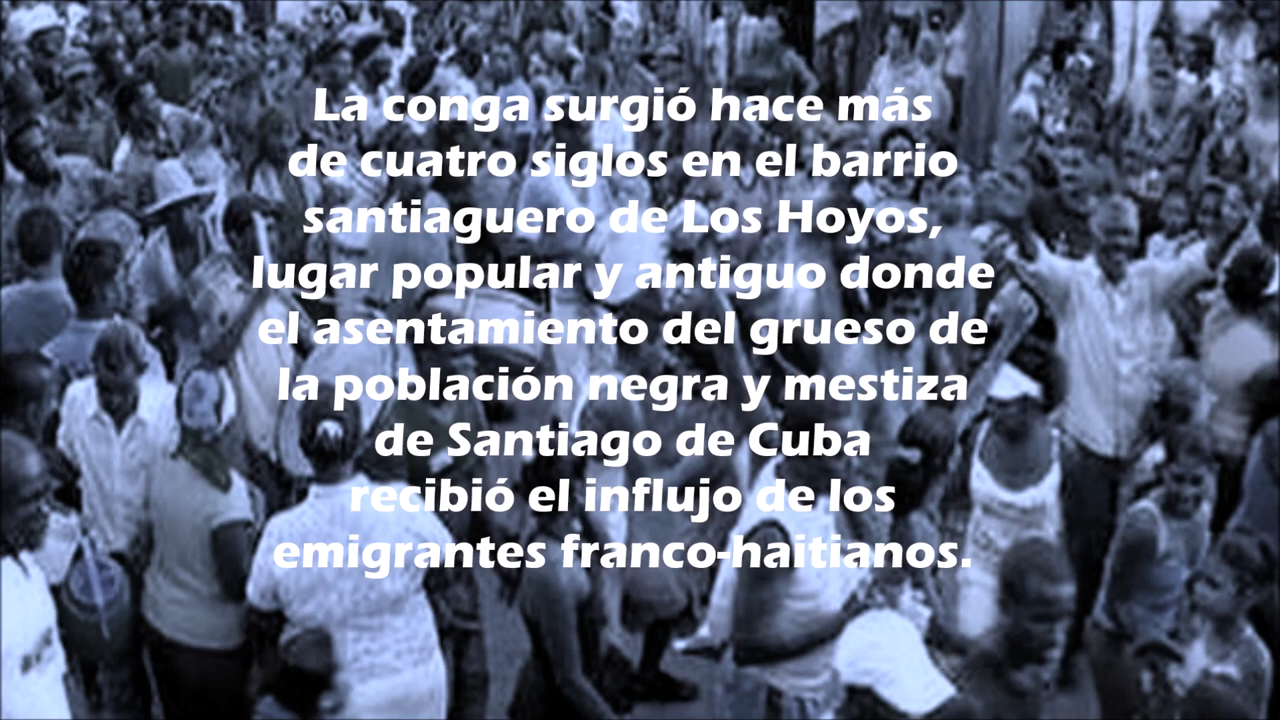 La conga surgió hace más
de cuatro siglos en el barrio
santiaguero de Los Hoyos,
lugar popular y antiguo donde
el asentamiento del grueso de
la población negra y mestiza
de Santiago de Cuba
recibió el influjo de los
emigrantes franco-haitianos.